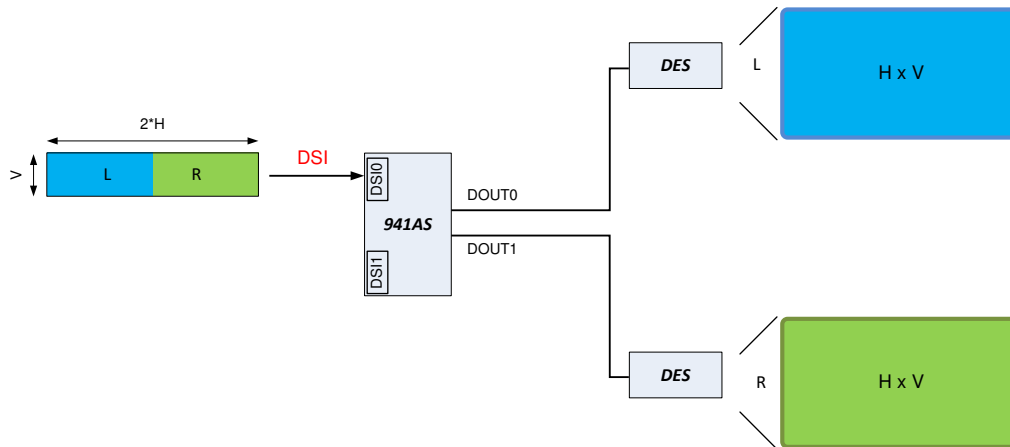 DES
L
H x V
2*H
V
L
R
DSI
DSI0
DOUT0
941AS
DOUT1
DSI1
DES
R
H x V